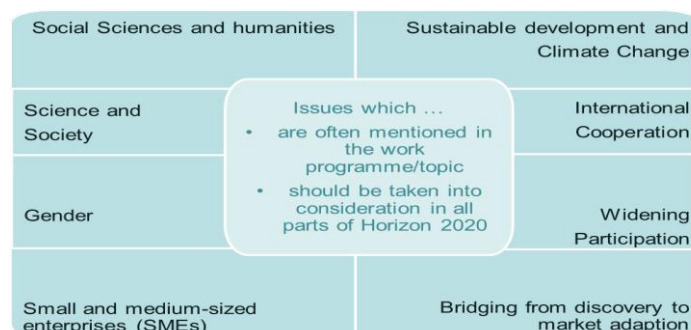 Social Sciences and humanities
Sustainable development and
Climate Change
Science and
Society
Issues which …
• are often mentioned in
the work
programme/topic
• should be taken into
consideration in all
parts of Horizon 2020
International
Cooperation
Gender
Widening
Participation
Small and medium-sized
enterprises (SMEs)
Bridging from discovery to
market adaption